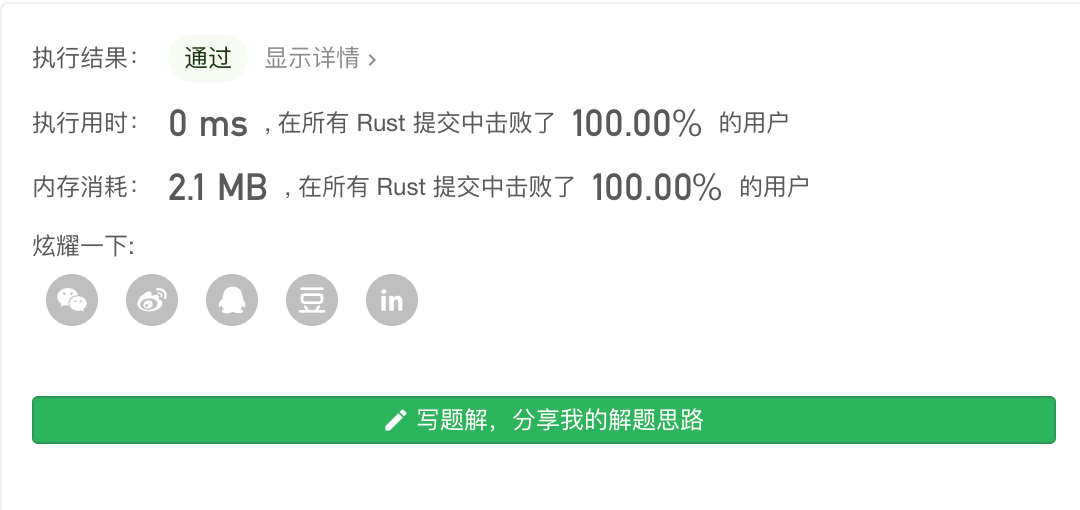 执行结果： 通过 显示详情 >
执行用时： 0 ms , 在所有 Rust 提交中击败了 100.00% 的用户
内存消耗： 2.1 MB , 在所有 Rust 提交中击败了 100.00% 的用户
炫耀一下:
豆 in
写题解，分享我的解题思路